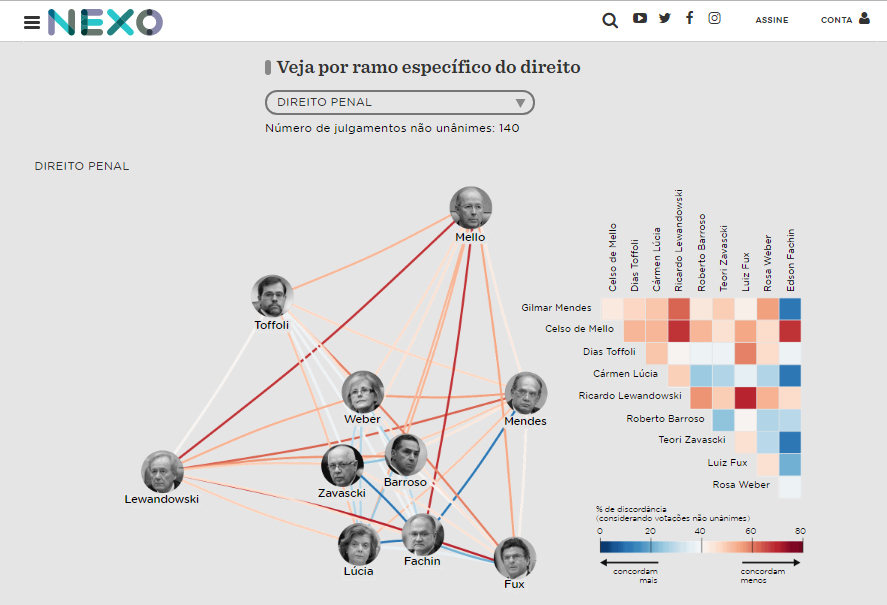 NEXO
ASSINE
CONTA
Veja por ramo específico do direito
DIREITO PENAL
Número de julgamentos não unânimes: 140
DIREITO PENAL
Mello
Toffoli
Weber
Mendes
Barroso
Zavascki
Lewandowski
Lúcia
Fachin
Fux
Celso de Mello
Dias Toffoli
Cármen Lúcia
Ricardo Lewandowski
Roberto Barroso
Teori Zavascki
Luiz Fux
Rosa Weber
Edson Fachin
Gilmar Mendes
Celso de Mello
Dias Toffoli
Cármen Lúcia
Ricardo Lewandowski
Roberto Barroso
Teori Zavascki
Luiz Fux
Rosa Weber
% de discordância
(considerando votações não unânimes)
0 20 40 60 80
concordam mais
concordam menos